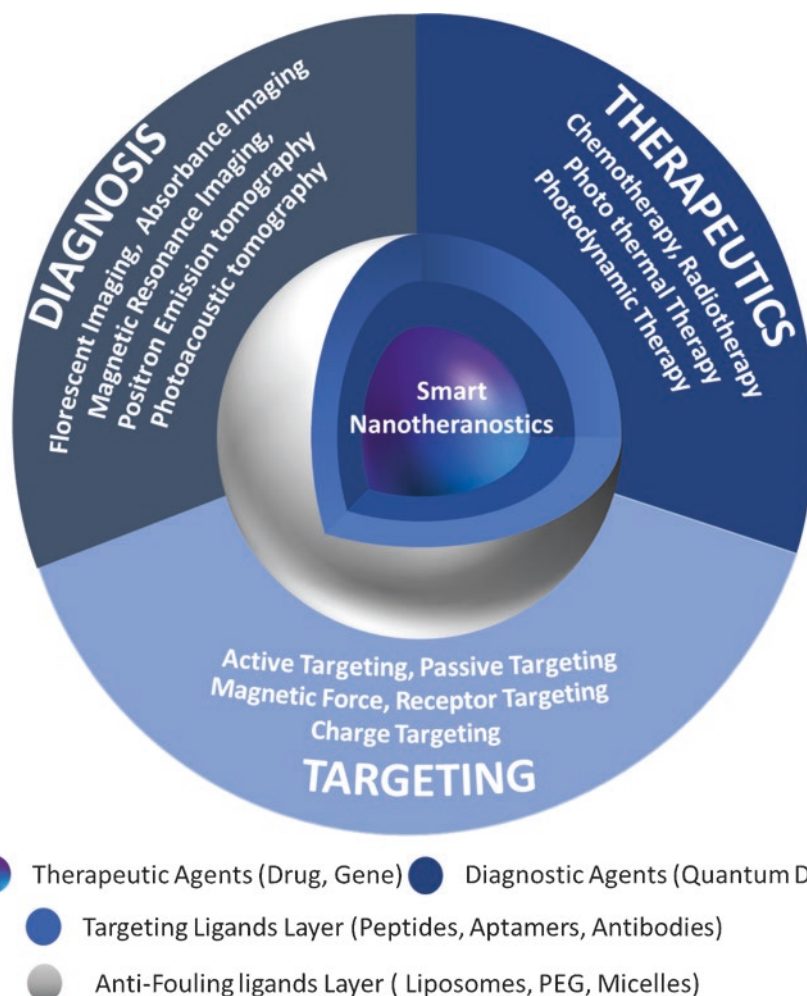 DIAGNOSIS
Florescent Imaging, Absorbance Imaging
Magnetic Resonance Imaging,
Positron Emission tomography
Photoacoustic tomography
THERAPEUTICS
Chemotherapy, Radiotherapy
Photo thermal Therapy
Photodynamic Therapy
Smart
Nanotheranostics
Active Targeting, Passive Targeting
Magnetic Force, Receptor Targeting
Charge Targeting
TARGETING
Therapeutic Agents (Drug, Gene) Diagnostic Agents (Quantum D
Targeting Ligands Layer (Peptides, Aptamers, Antibodies)
Anti-Fouling ligands Layer ( Liposomes, PEG, Micelles)